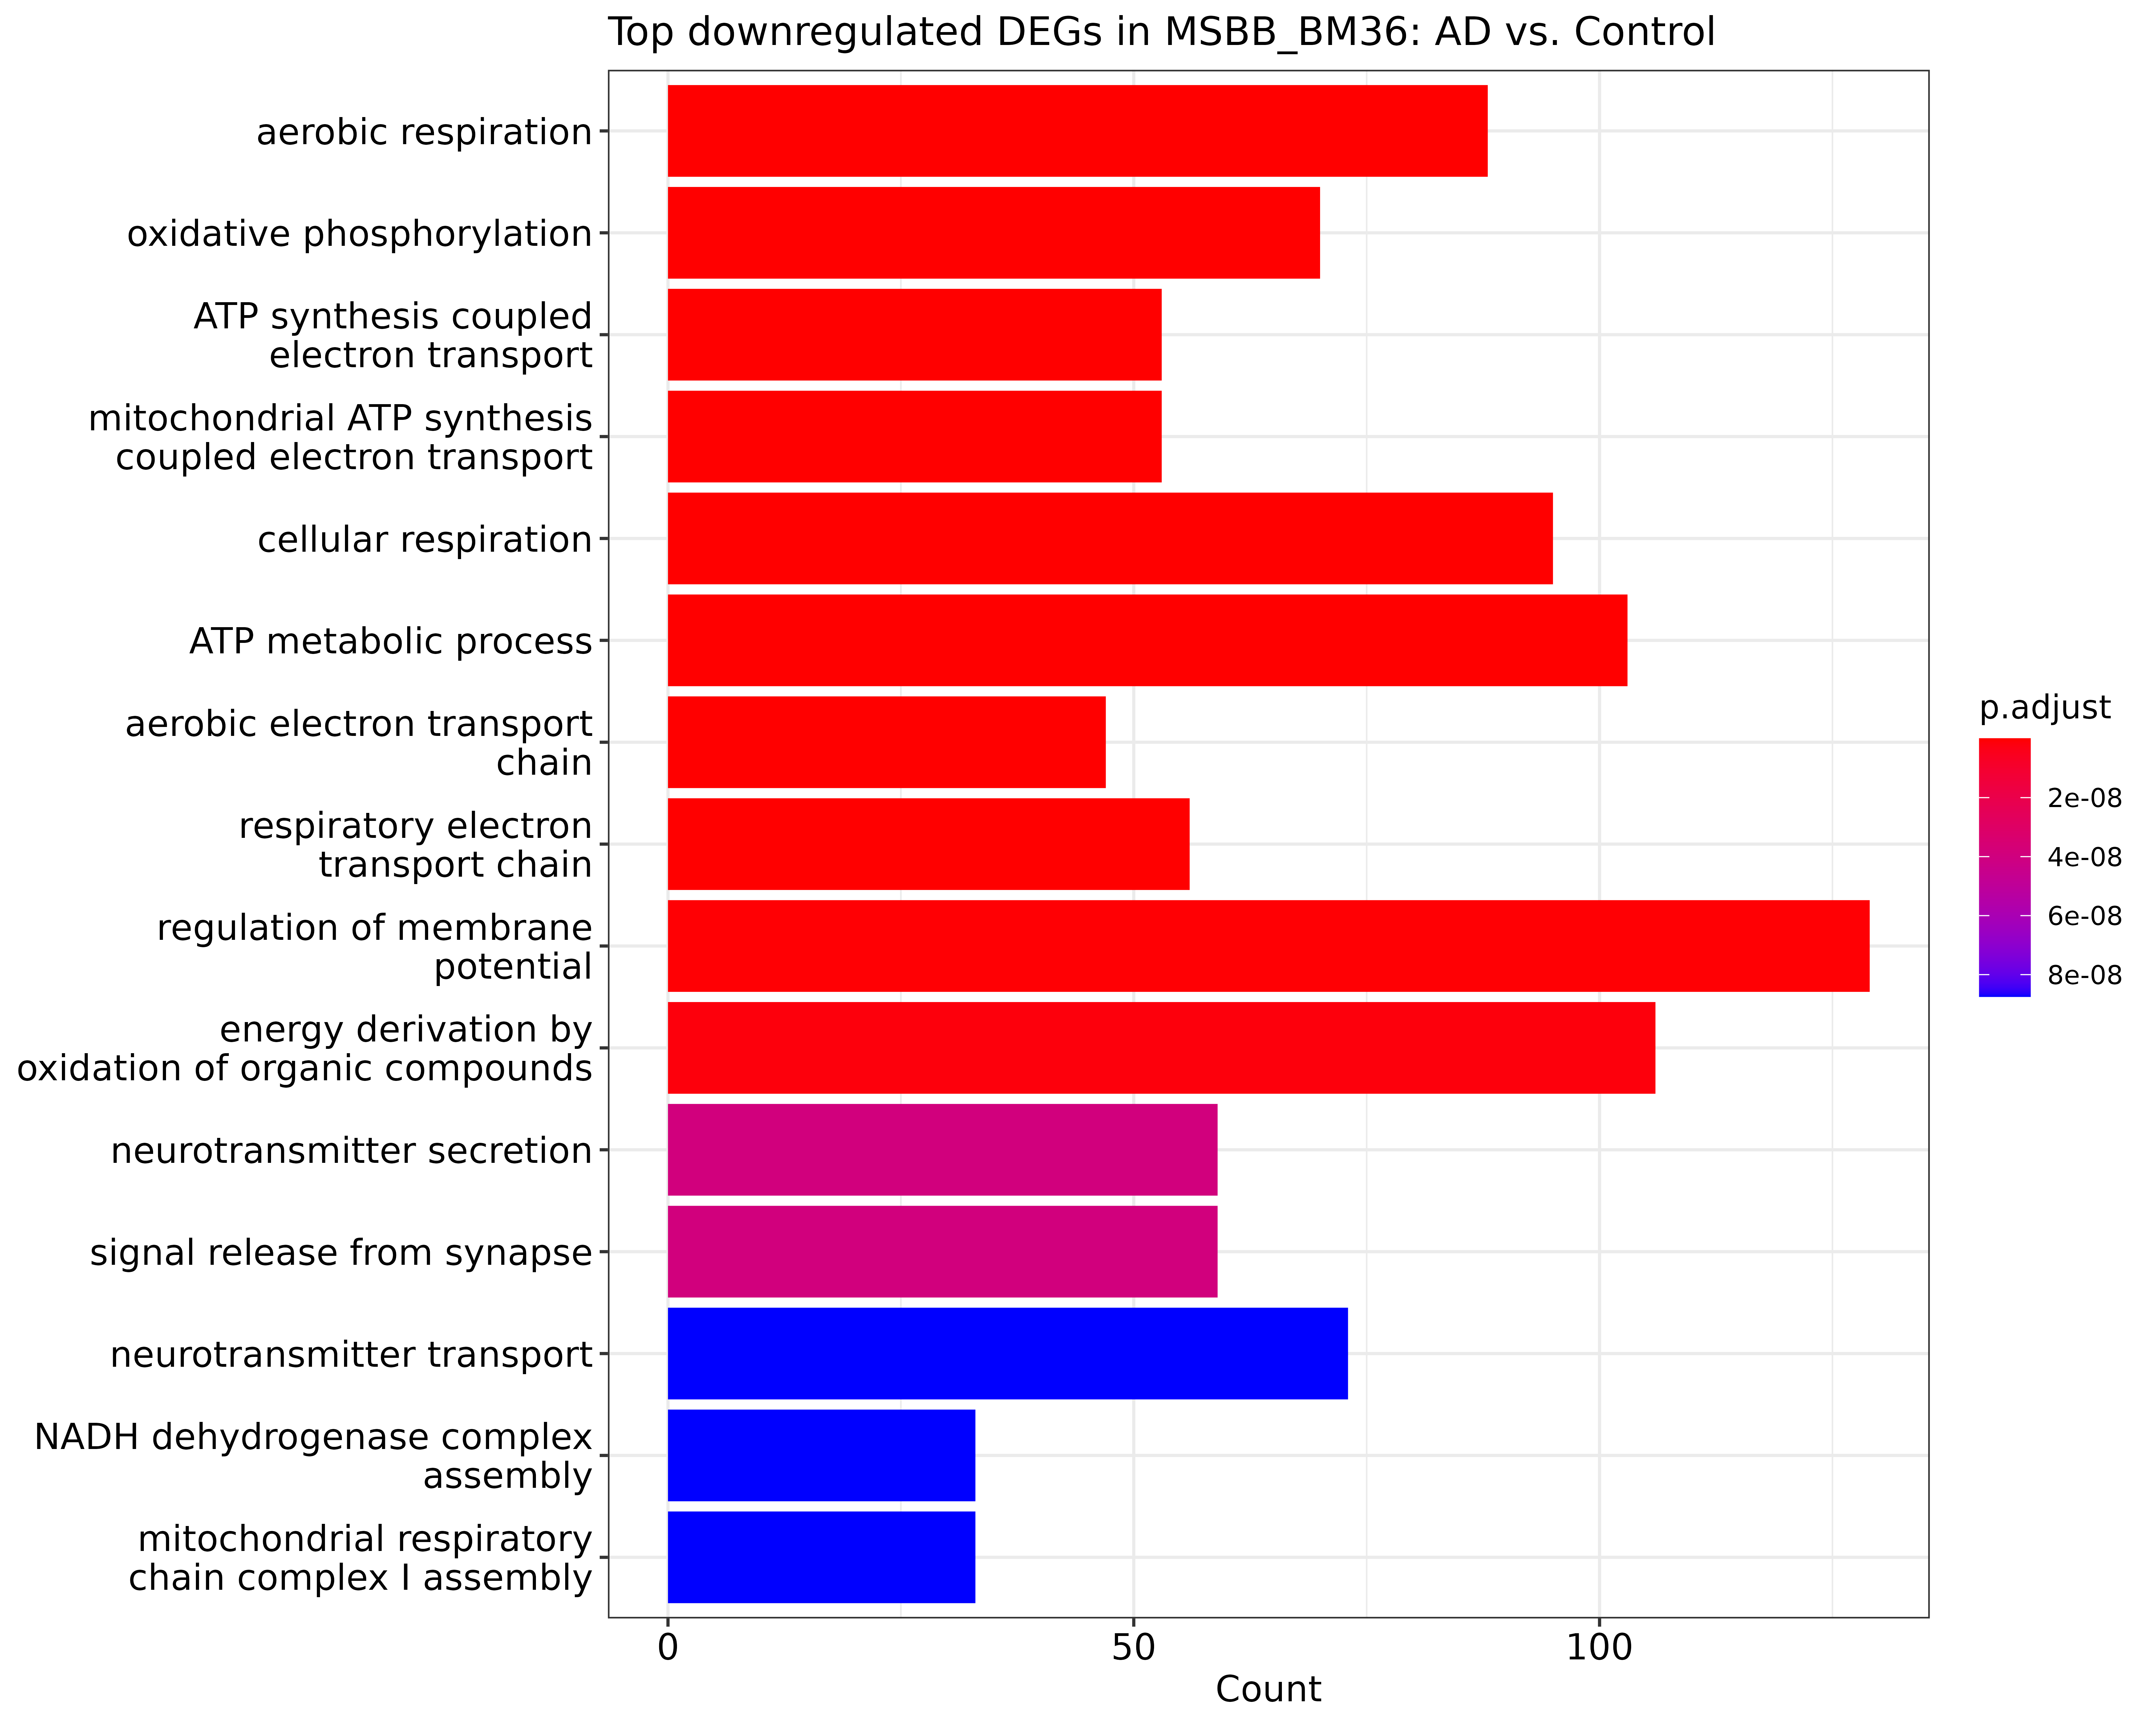 Top downregulated DEGs in MSBB_BM36: AD vs. Control
aerobic respiration
oxidative phosphorylation
ATP synthesis coupled
electron transport
mitochondrial ATP synthesis
coupled electron transport
cellular respiration
ATP metabolic process
aerobic electron transport
chain
respiratory electron
transport chain
regulation of membrane
potential
energy derivation by
oxidation of organic compounds
neurotransmitter secretion
signal release from synapse
neurotransmitter transport
NADH dehydrogenase complex
assembly
mitochondrial respiratory
chain complex I assembly
0
50
100
Count
p.adjust
2e-08
4e-08
6e-08
8e-08